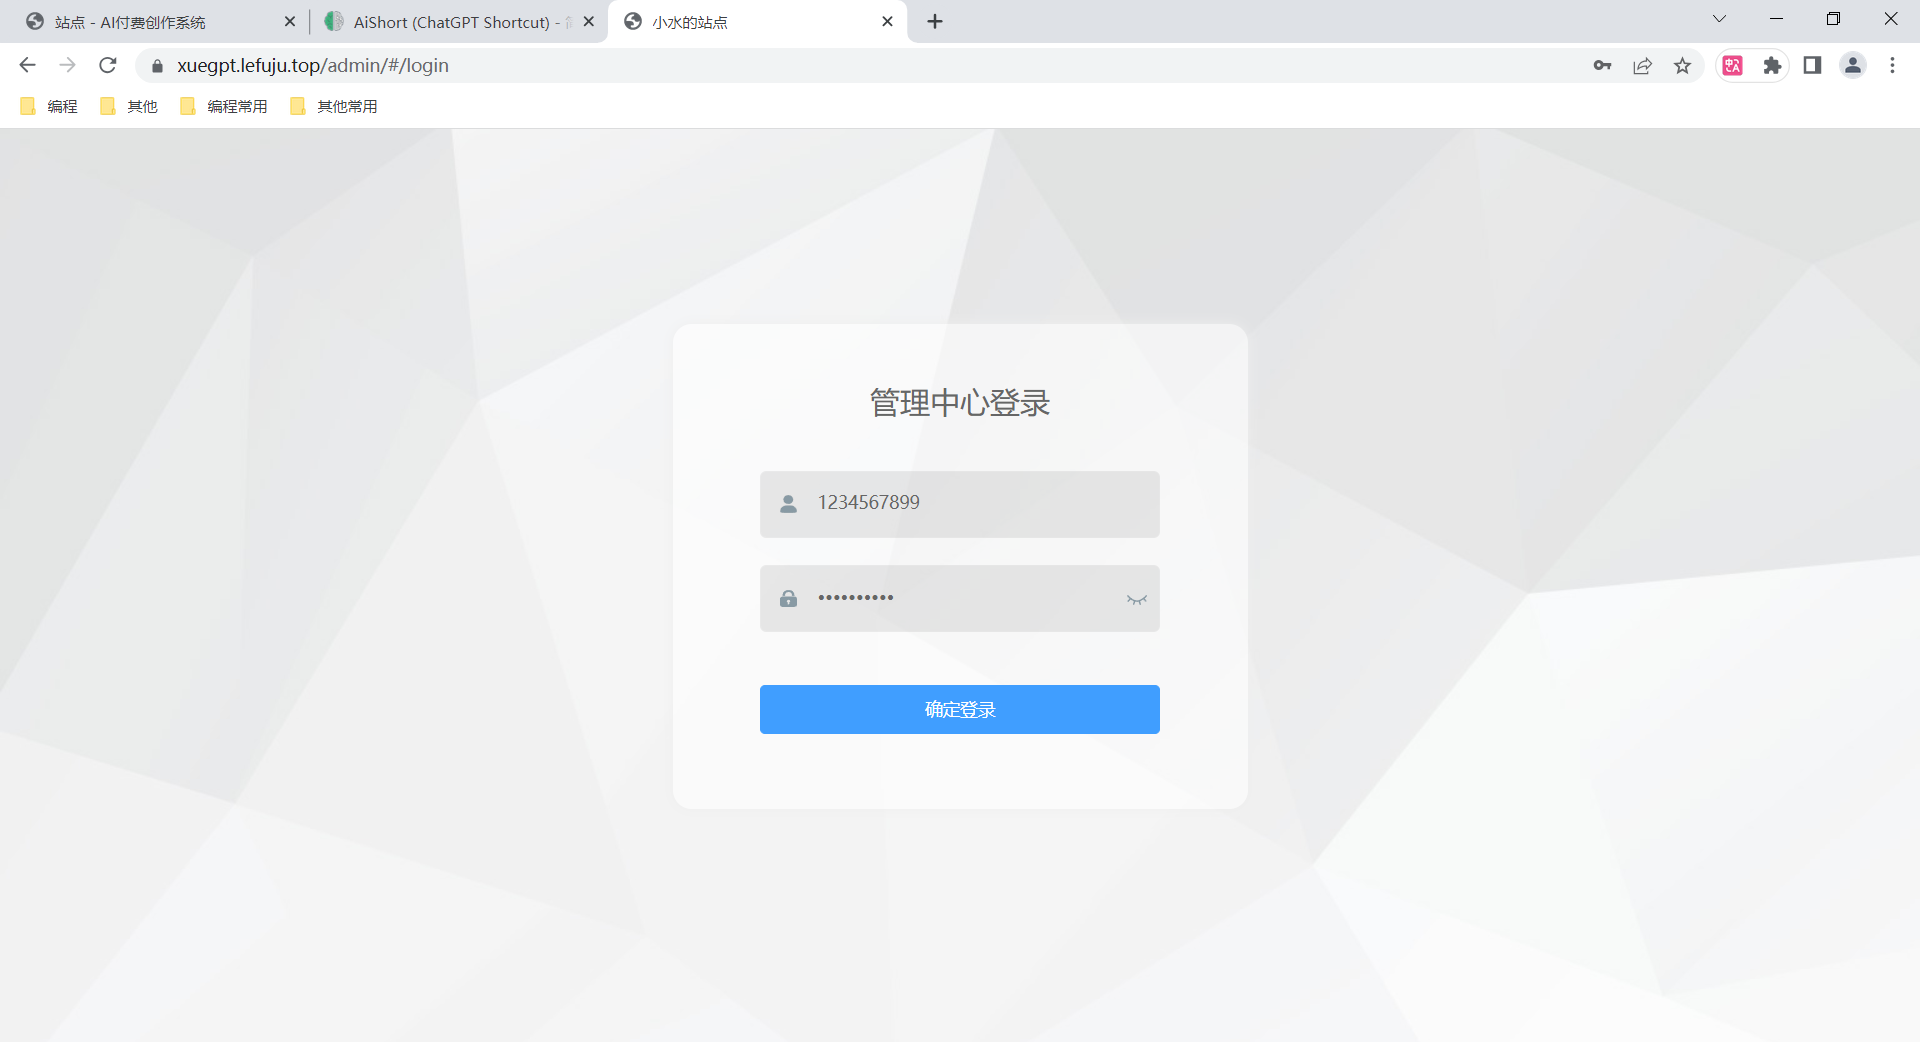 站点 - AI付费创作系统
AiShort (ChatGPT Shortcut) -
小水的站点
xuegpt.lefuju.top/admin/#/login
编程
其他
编程常用
其他常用
管理中心登录
1234567899
••••••••••
确定登录